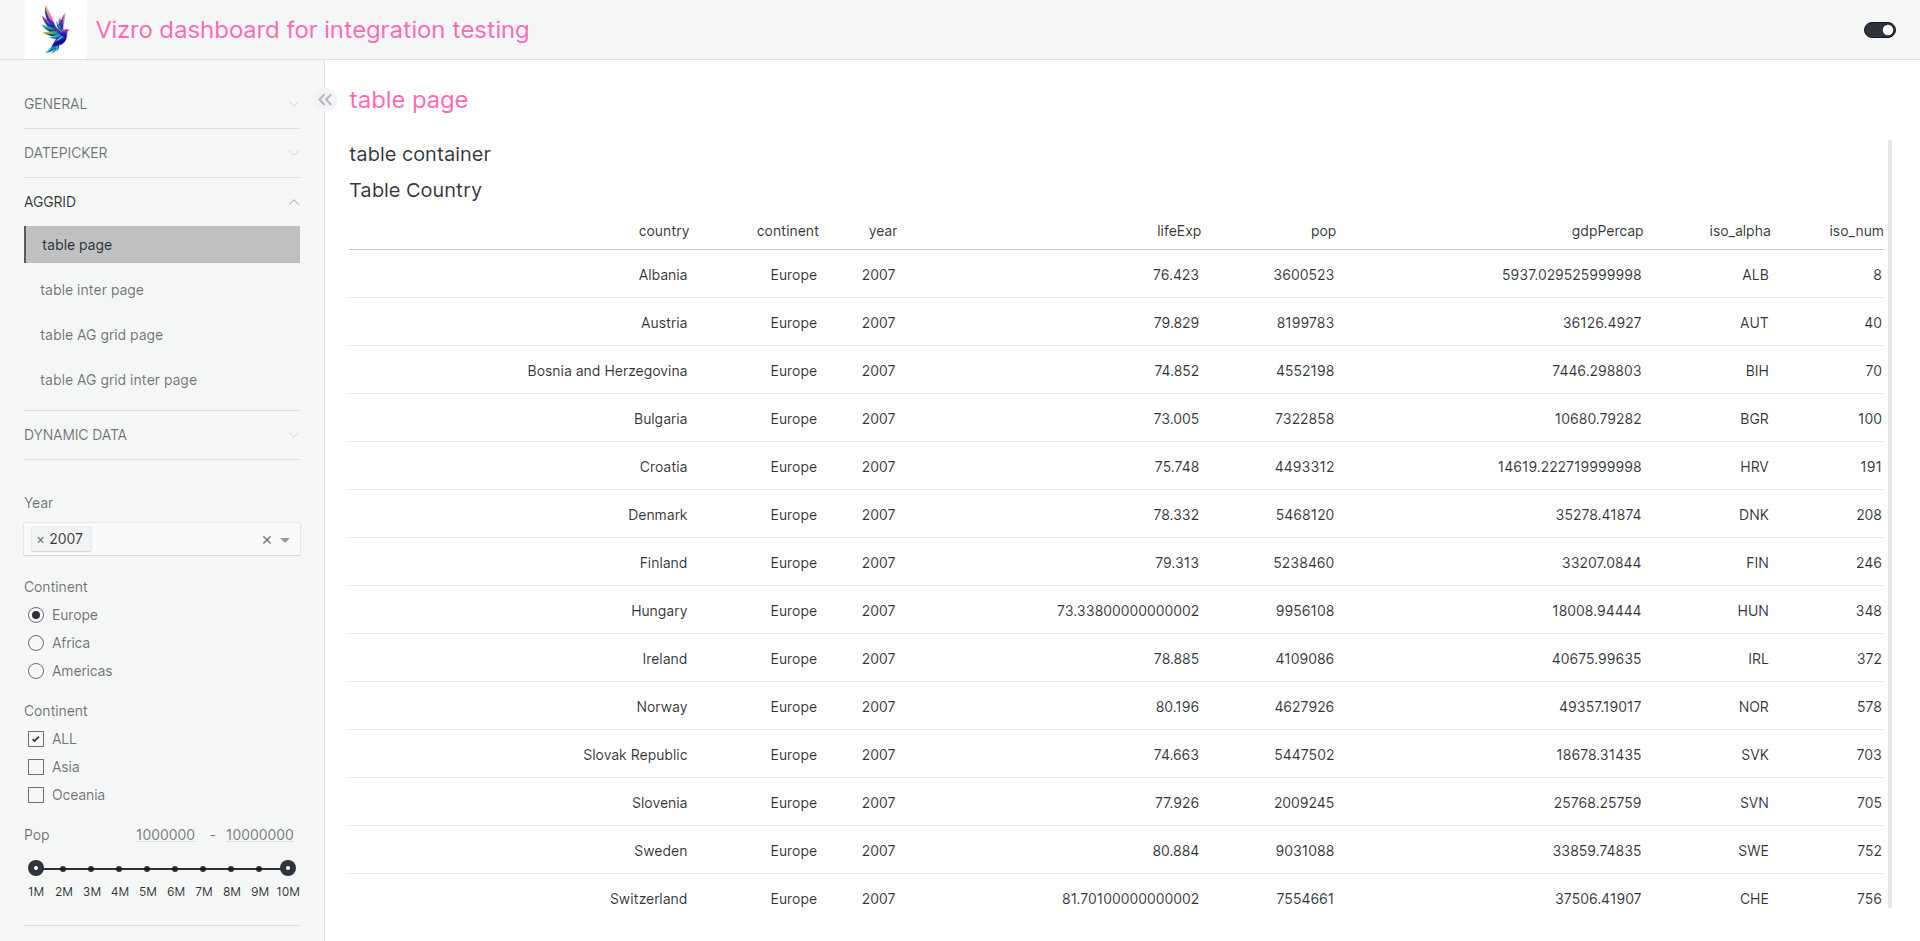 Vizro dashboard for integration testing
GENERAL
DATEPICKER
AGGRID
table page
table inter page
table AG grid page
table AG grid inter page
DYNAMIC DATA
Year
× 2007 ×
Continent
Europe
Africa
Americas
Continent
ALL
Asia
Oceania
Pop 1000000 - 10000000
1M 2M 3M 4M 5M 6M 7M 8M 9M 10M
table page
table container
Table Country
country continent year lifeExp pop gdpPercap iso_alpha iso_num
Albania Europe 2007 76.423 3600523 5937.029525999998 ALB 8
Austria Europe 2007 79.829 8199783 36126.4927 AUT 40
Bosnia and Herzegovina Europe 2007 74.852 4552198 7446.298803 BIH 70
Bulgaria Europe 2007 73.005 7322858 10680.79282 BGR 100
Croatia Europe 2007 75.748 4493312 14619.222719999998 HRV 191
Denmark Europe 2007 78.332 5468120 35278.41874 DNK 208
Finland Europe 2007 79.313 5238460 33207.0844 FIN 246
Hungary Europe 2007 73.33800000000002 9956108 18008.94444 HUN 348
Ireland Europe 2007 78.885 4109086 40675.99635 IRL 372
Norway Europe 2007 80.196 4627926 49357.19017 NOR 578
Slovak Republic Europe 2007 74.663 5447502 18678.31435 SVK 703
Slovenia Europe 2007 77.926 2009245 25768.25759 SVN 705
Sweden Europe 2007 80.884 9031088 33859.74835 SWE 752
Switzerland Europe 2007 81.70100000000002 7554661 37506.41907 CHE 756